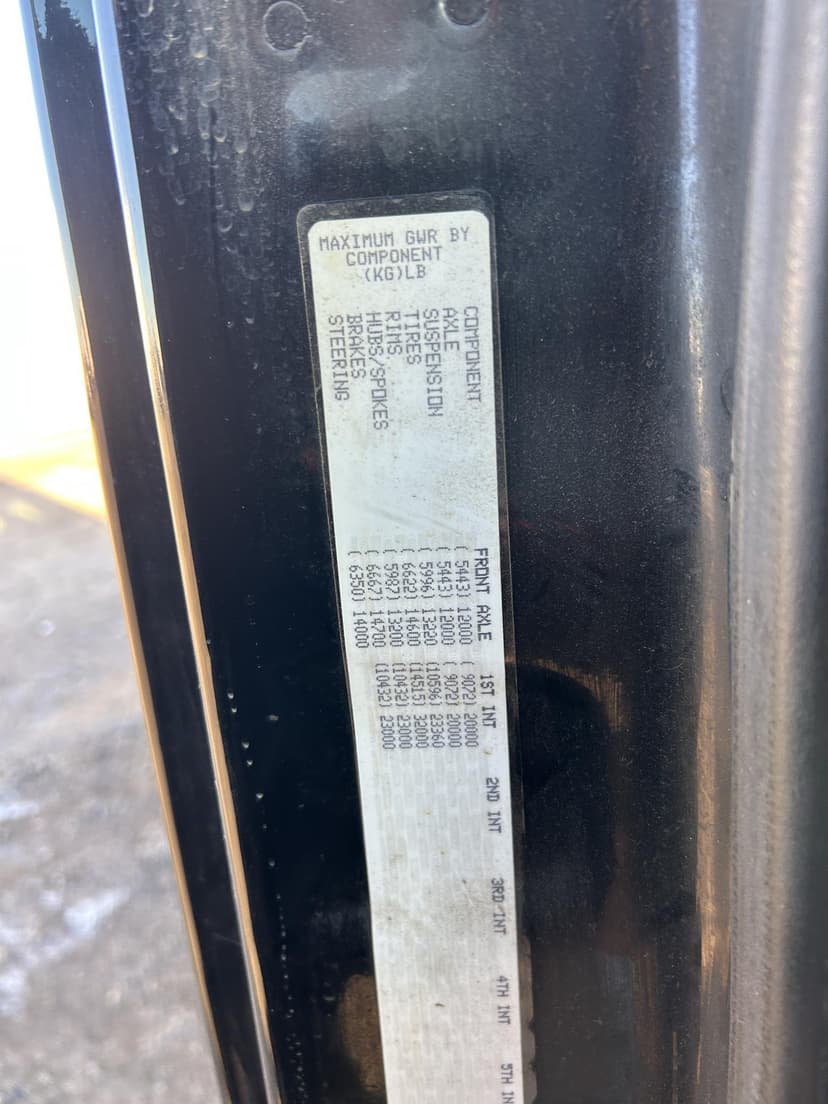 MAXIMUM GWR BY
COMPONENT
(KG)LB
COMPONENT FRONT AXLE 1ST INT 2ND INT 3RD INT 4TH INT 5TH IN
AXLE ( 5443) 12000 ( 9072) 20000
SUSPENSION ( 5443) 12000 ( 9072) 20000
TIRES ( 5996) 13220 (10596) 23360
RIMS ( 6622) 14600 (14515) 32000
HUBS/SPOKES ( 5987) 13200 (10432) 23000
BRAKES ( 6667) 14700 (10432) 23000
STEERING ( 6350) 14000